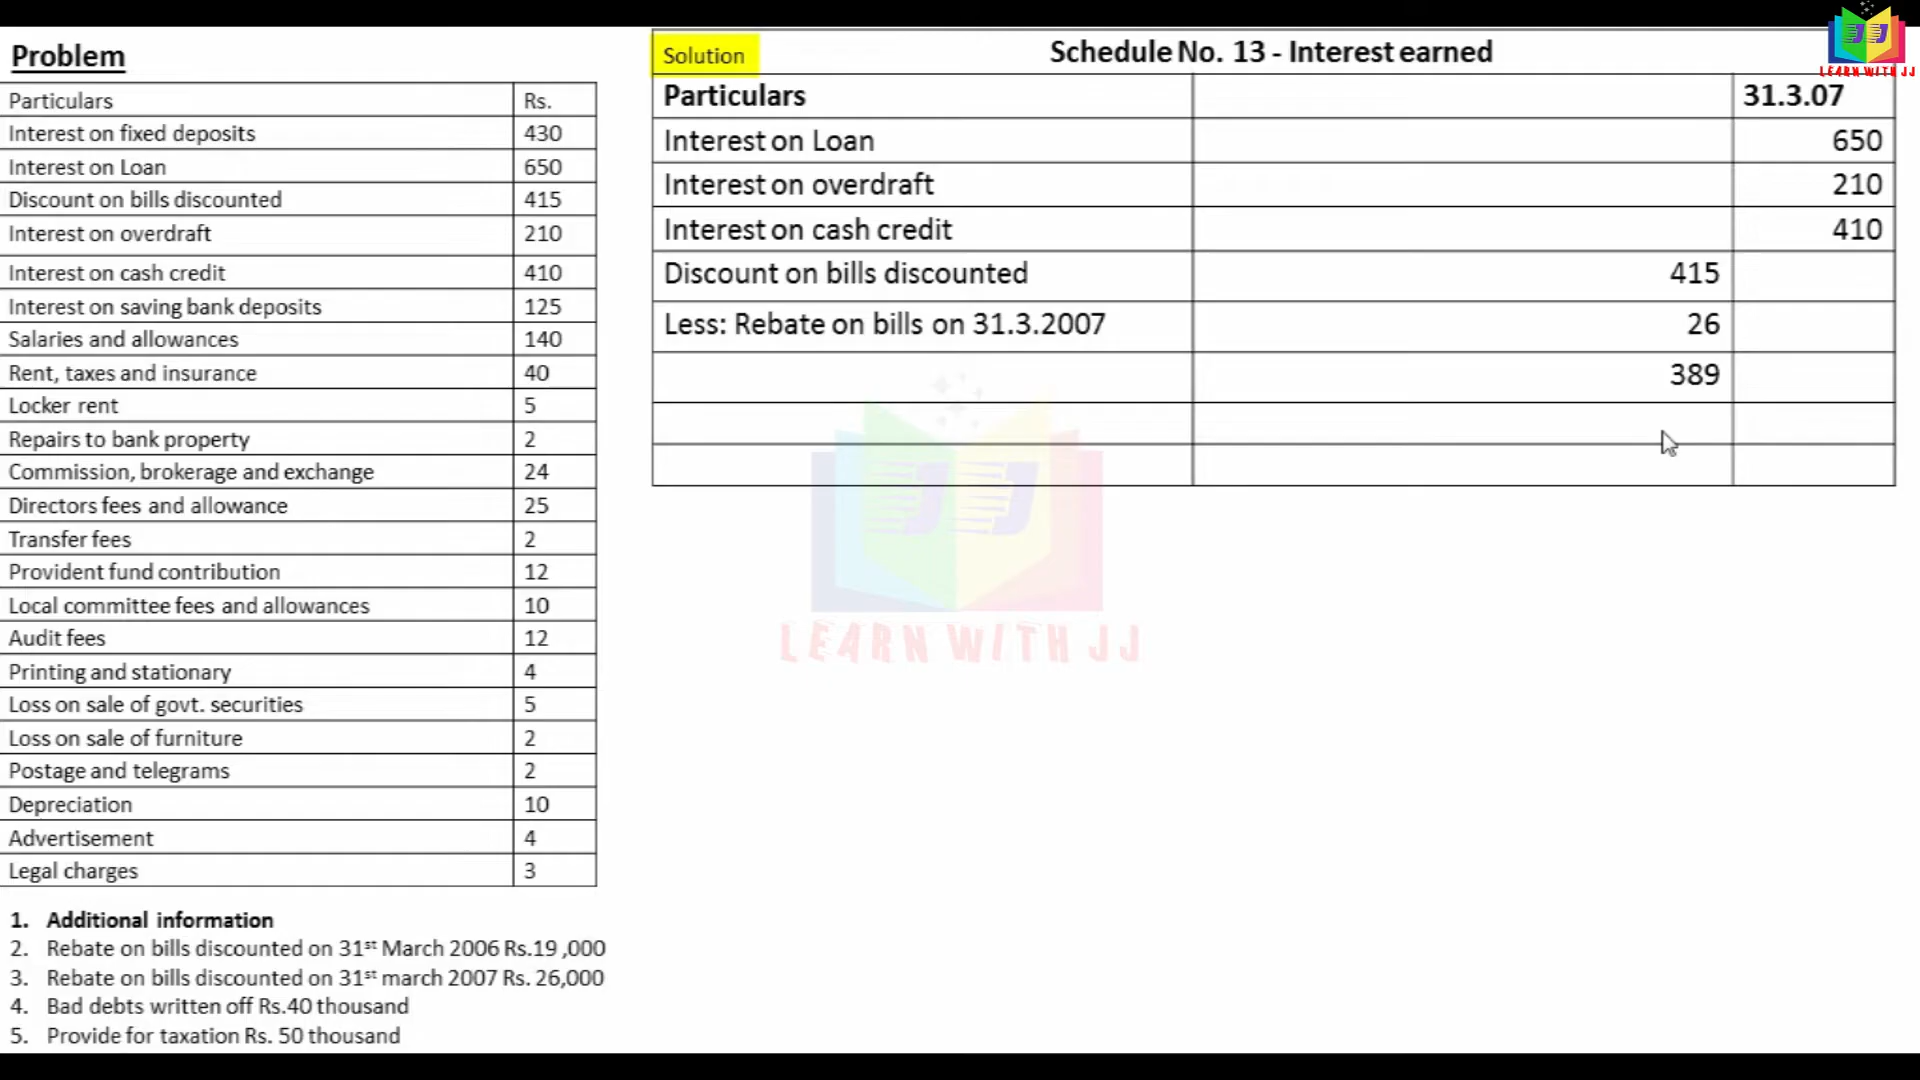 Problem
Particulars Rs.
Interest on fixed deposits 430
Interest on Loan 650
Discount on bills discounted 415
Interest on overdraft 210
Interest on cash credit 410
Interest on saving bank deposits 125
Salaries and allowances 140
Rent, taxes and insurance 40
Locker rent 5
Repairs to bank property 2
Commission, brokerage and exchange 24
Directors fees and allowance 25
Transfer fees 2
Provident fund contribution 12
Local committee fees and allowances 10
Audit fees 12
Printing and stationary 4
Loss on sale of govt. securities 5
Loss on sale of furniture 2
Postage and telegrams 2
Depreciation 10
Advertisement 4
Legal charges 3
1. Additional information
2. Rebate on bills discounted on 31st March 2006 Rs.19 ,000
3. Rebate on bills discounted on 31st march 2007 Rs. 26,000
4. Bad debts written off Rs.40 thousand
5. Provide for taxation Rs. 50 thousand
Solution Schedule No. 13 - Interest earned
Particulars 31.3.07
Interest on Loan 650
Interest on overdraft 210
Interest on cash credit 410
Discount on bills discounted 415
Less: Rebate on bills on 31.3.2007 26
389
JJ
LEARN WITH JJ
JJ
LEARN WITH JJ